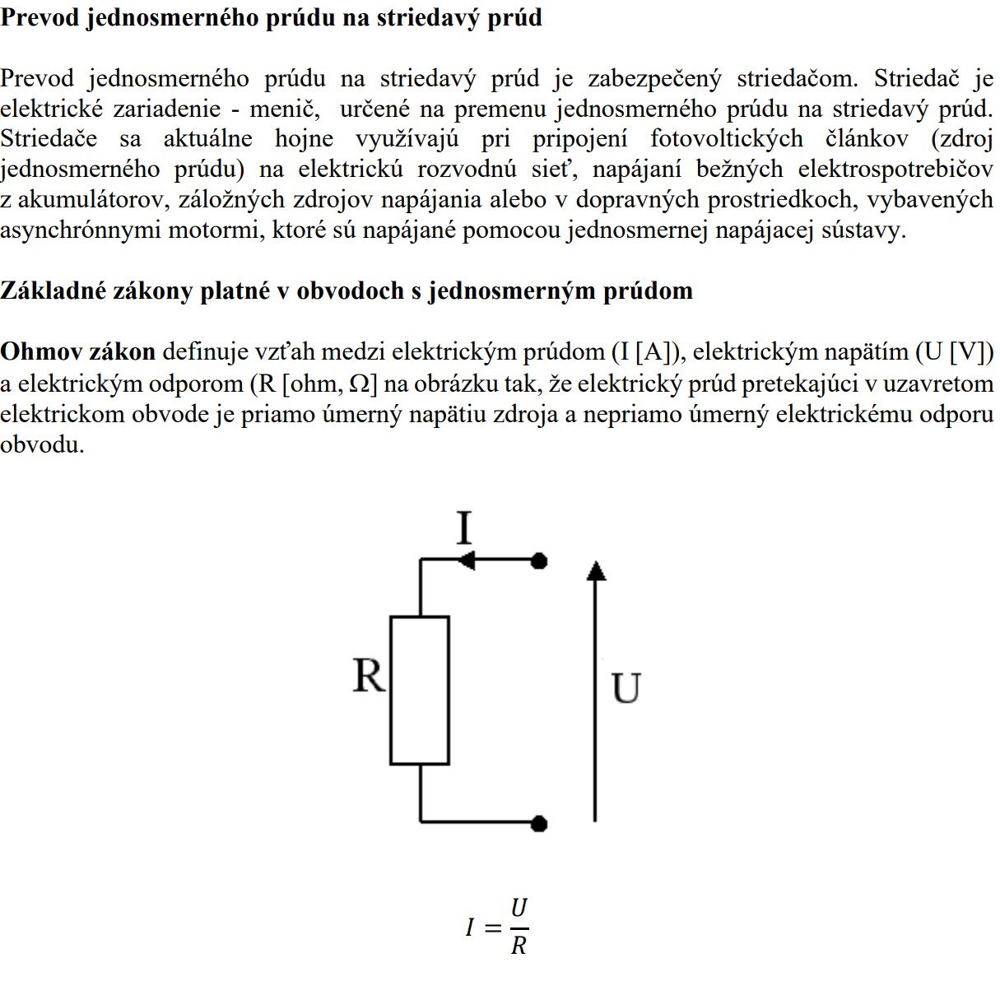 Prevod jednosmerného prúdu na striedavý prúd
Prevod jednosmerného prúdu na striedavý prúd je zabezpečený striedačom. Striedač je
elektrické zariadenie - menič, určené na premenu jednosmerného prúdu na striedavý prúd.
Striedače sa aktuálne hojne využívajú pri pripojení fotovoltických článkov (zdroj
jednosmerného prúdu) na elektrickú rozvodnú sieť, napájaní bežných elektrospotrebičov
z akumulátorov, záložných zdrojov napájania alebo v dopravných prostriedkoch, vybavených
asynchrónnymi motormi, ktoré sú napájané pomocou jednosmernej napájacej sústavy.
Základné zákony platné v obvodoch s jednosmerným prúdom
Ohmov zákon definuje vzťah medzi elektrickým prúdom (I [A]), elektrickým napätím (U [V])
a elektrickým odporom (R [ohm, Ω] na obrázku tak, že elektrický prúd pretekajúci v uzavretom
elektrickom obvode je priamo úmerný napätiu zdroja a nepriamo úmerný elektrickému odporu
obvodu.
I
R
U
I = U/R